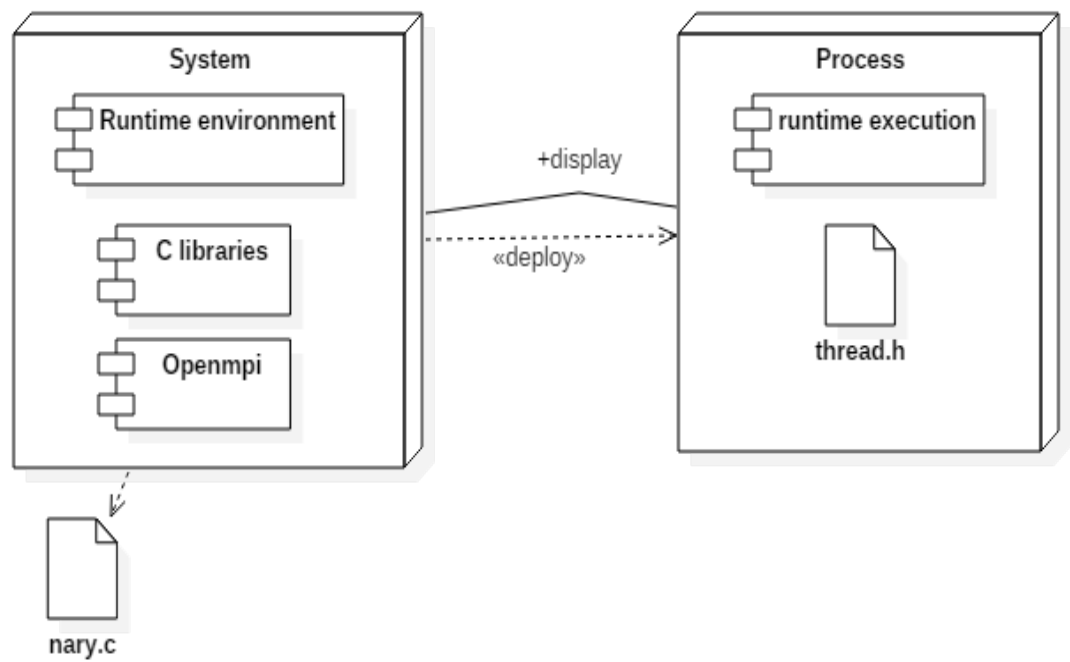 System
Runtime environment
C libraries
Openmpi
+display
«deploy»
Process
runtime execution
thread.h
nary.c